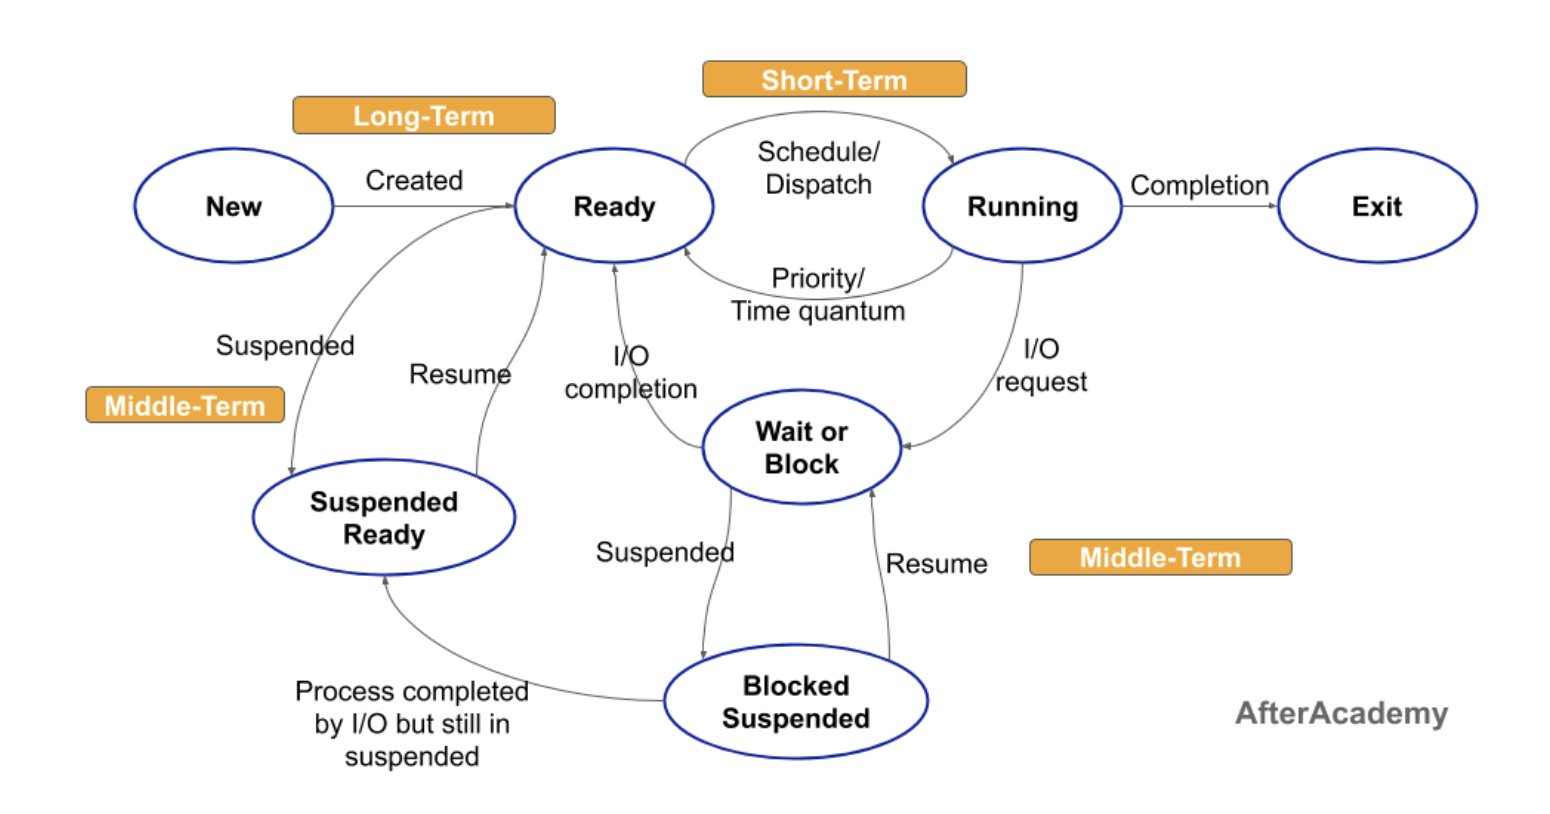 Short-Term
Long-Term
Schedule/
Dispatch
Created
Completion
New
Ready
Running
Exit
Priority/
Time quantum
Suspended
Resume
I/O
completion
I/O
request
Middle-Term
Wait or
Block
Suspended
Ready
Suspended
Resume
Middle-Term
Process completed
by I/O but still in
suspended
Blocked
Suspended
AfterAcademy